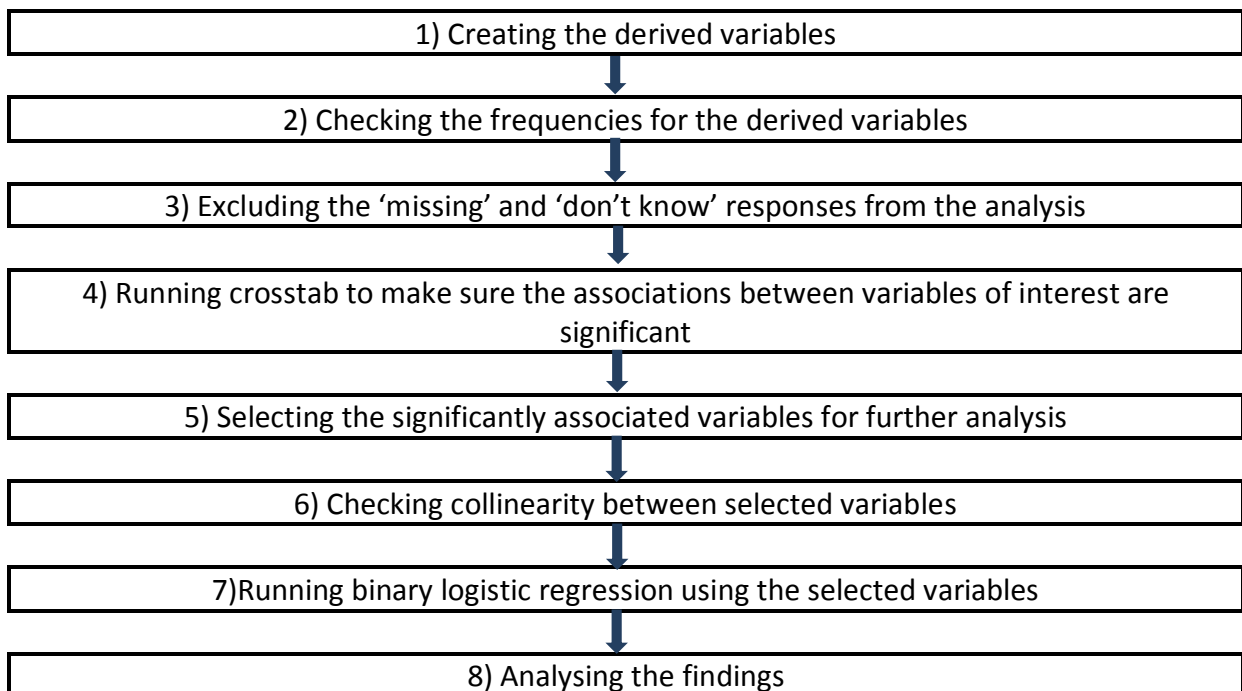 1) Creating the derived variables
2) Checking the frequencies for the derived variables
3) Excluding the ‘missing’ and ‘don’t know’ responses from the analysis
4) Running crosstab to make sure the associations between variables of interest are
significant
5) Selecting the significantly associated variables for further analysis
6) Checking collinearity between selected variables
7)Running binary logistic regression using the selected variables
8) Analysing the findings